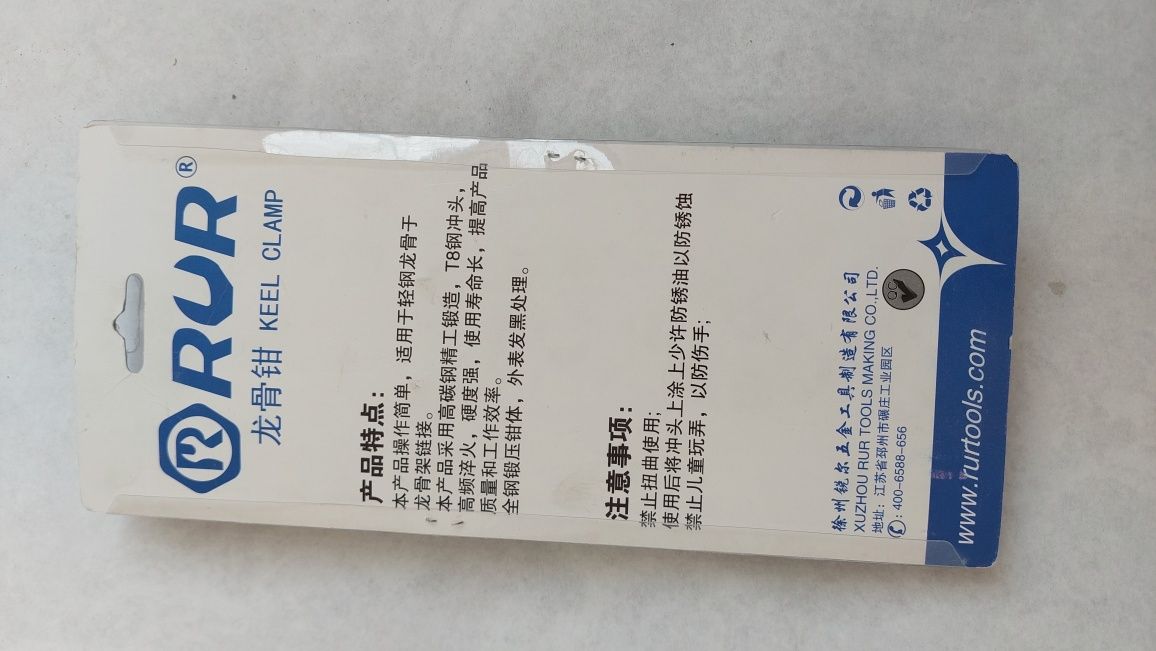 RUR®
龙骨钳 KEEL CLAMP
产品特点：
本产品操作简单，适用于轻钢龙骨于
龙骨架链接。
本产品采用高碳钢精工锻造，T8钢冲头，
高频淬火，硬度强，使用寿命长，提高产品
质量和工作效率。
全钢锻压钳体，外表发黑处理。
注意事项：
禁止扭曲使用；
使用后将冲头上涂上少许防锈油以防锈蚀
禁止儿童玩弄，以防伤手；
徐州锐尔五金工具制造有限公司
XUZHOU RUR TOOLS MAKING CO.,LTD.
地址：江苏省邳州市碾庄工业园区
：400-6588-656
QC
www.rurtools.com